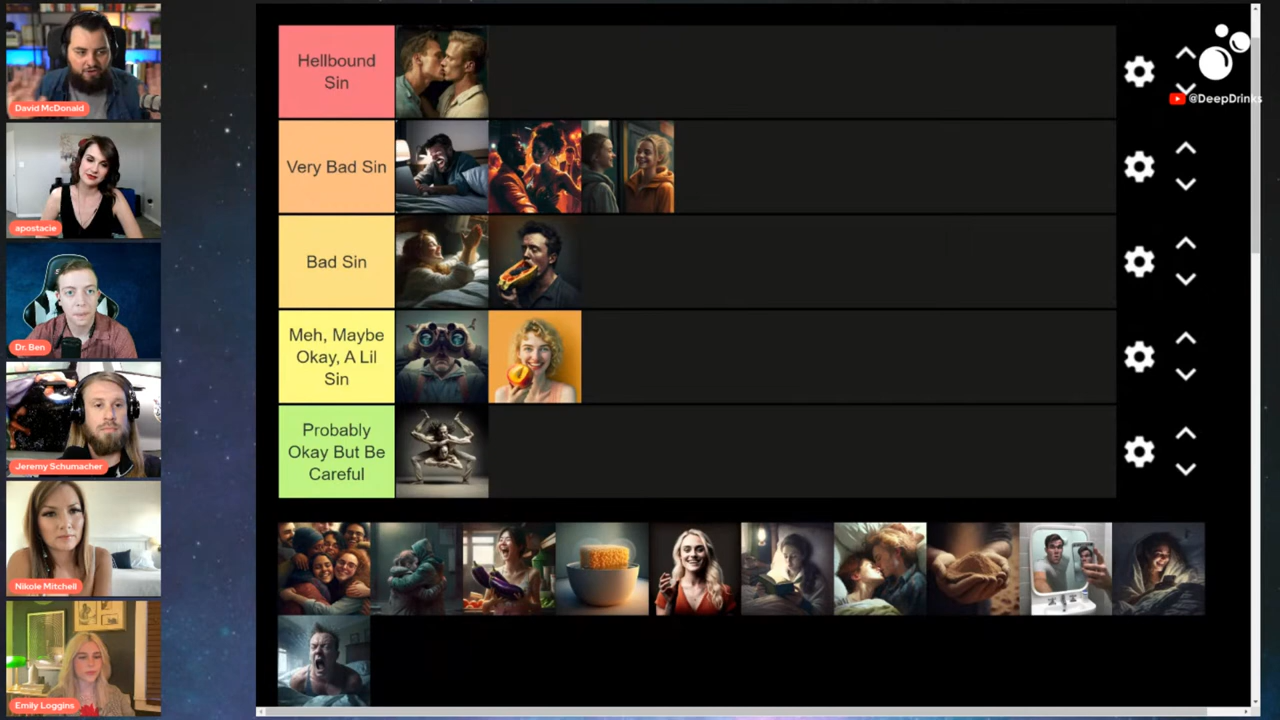 David McDonald
apostacie
Dr. Ben
Jeremy Schumacher
Nikole Mitchell
Emily Loggins
Hellbound
Sin
Very Bad Sin
Bad Sin
Meh, Maybe
Okay, A Lil
Sin
Probably
Okay But Be
Careful
@DeepDrinks